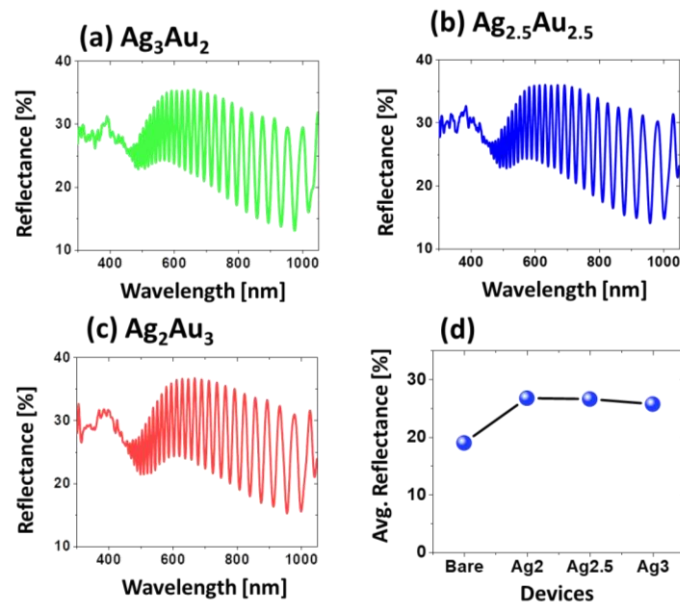 (a) Ag3Au2
Reflectance [%]
40
30
20
10
400
600
800
1000
Wavelength [nm]
(b) Ag2.5Au2.5
Reflectance [%]
40
30
20
10
400
600
800
1000
Wavelength [nm]
(c) Ag2Au3
Reflectance [%]
40
30
20
10
400
600
800
1000
Wavelength [nm]
(d)
Avg. Reflectance [%]
30
20
10
0
Bare Ag2 Ag2.5 Ag3
Devices